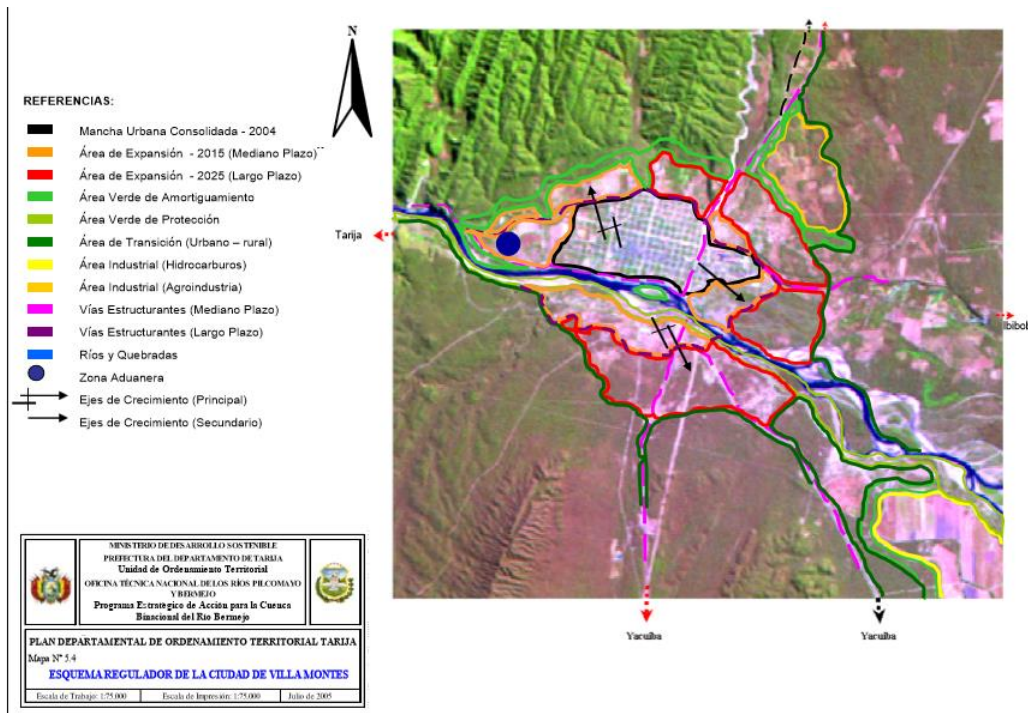 N
REFERENCIAS:
Mancha Urbana Consolidada - 2004
Área de Expansión - 2015 (Mediano Plazo)
Área de Expansión - 2025 (Largo Plazo)
Área Verde de Amortiguamiento
Área Verde de Protección
Área de Transición (Urbano – rural)
Área Industrial (Hidrocarburos)
Área Industrial (Agroindustria)
Vías Estructurantes (Mediano Plazo)
Vías Estructurantes (Largo Plazo)
Ríos y Quebradas
Zona Aduanera
Ejes de Crecimiento (Principal)
Ejes de Crecimiento (Secundario)
Tarija
Ibibob
Yacuiba
Yacuiba
MINISTERIO DE DESARROLLO SOSTENIBLE
PREFECTURA DEL DEPARTAMENTO DE TARIJA
Unidad de Ordenamiento Territorial
OFICINA TÉCNICA NACIONAL DE LOS RÍOS PILCOMAYO
Y BERMEJO
Programa Estratégico de Acción para la Cuenca
Binacional del Río Bermejo
PLAN DEPARTAMENTAL DE ORDENAMIENTO TERRITORIAL TARIJA
Mapa Nº 5.4
ESQUEMA REGULADOR DE LA CIUDAD DE VILLA MONTES
Escala de Trabajo: 1:75.000 Escala de Impresión: 1:75.000 Julio de 2005